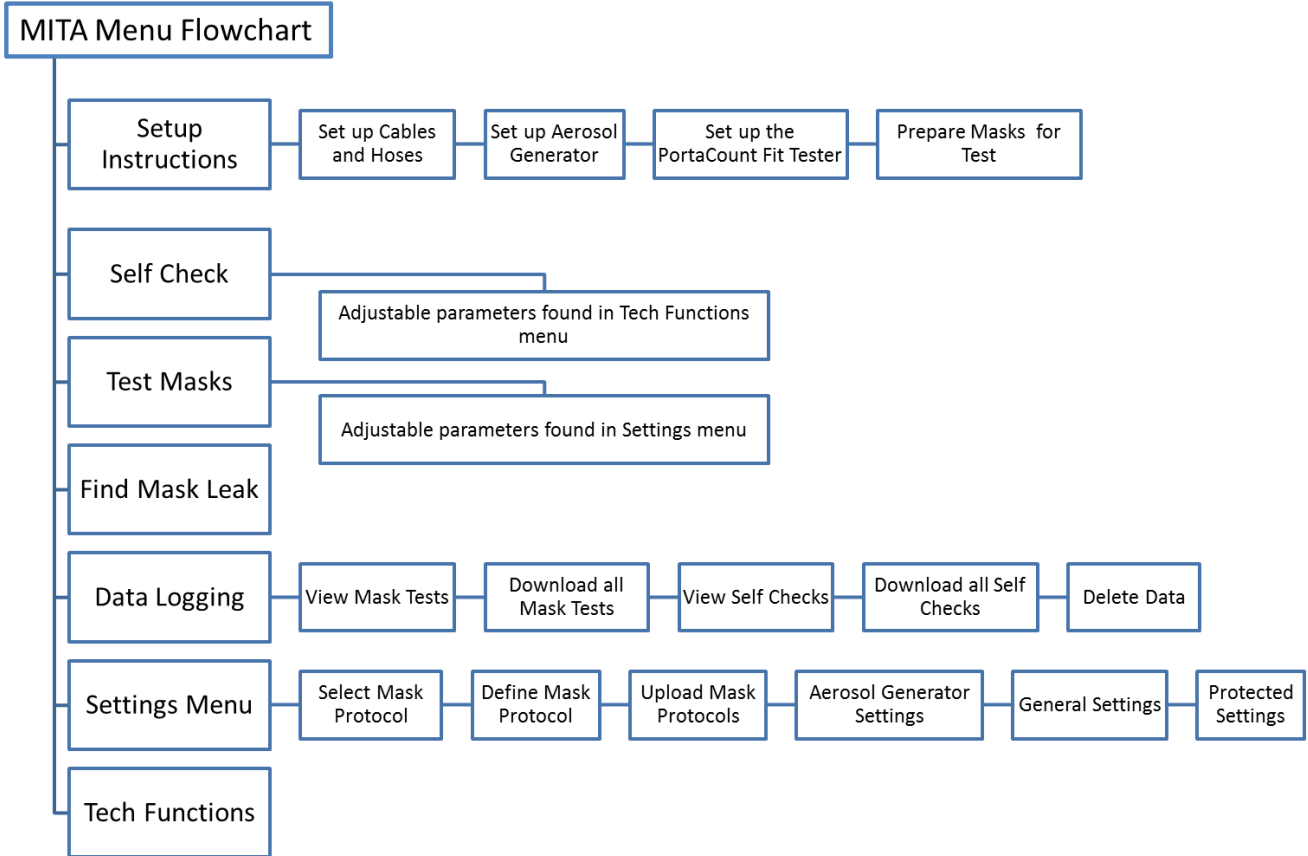 MITA Menu Flowchart
Setup
Instructions
Set up Cables
and Hoses
Set up Aerosol
Generator
Set up the
PortaCount Fit Tester
Prepare Masks for
Test
Self Check
Adjustable parameters found in Tech Functions
menu
Test Masks
Adjustable parameters found in Settings menu
Find Mask Leak
Data Logging
View Mask Tests
Download all
Mask Tests
View Self Checks
Download all Self
Checks
Delete Data
Settings Menu
Select Mask
Protocol
Define Mask
Protocol
Upload Mask
Protocols
Aerosol Generator
Settings
General Settings
Protected
Settings
Tech Functions